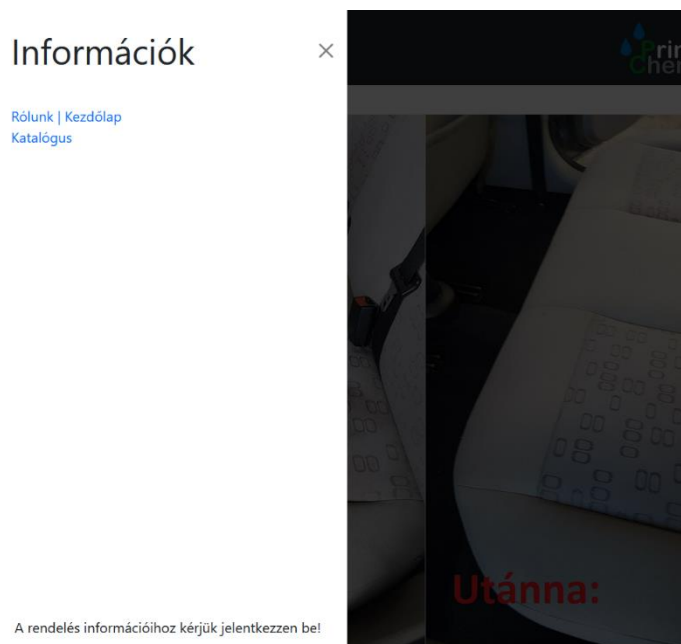 Információk
Rólunk | Kezdőlap
Katalógus
Utánna:
A rendelés információihoz kérjük jelentkezzen be!